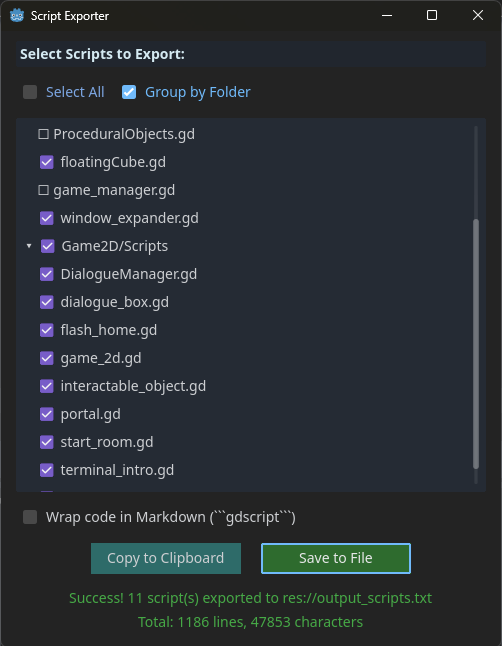 Script Exporter
Select Scripts to Export:
Select All Group by Folder
ProceduralObjects.gd
floatingCube.gd
game_manager.gd
window_expander.gd
Game2D/Scripts
DialogueManager.gd
dialogue_box.gd
flash_home.gd
game_2d.gd
interactable_object.gd
portal.gd
start_room.gd
terminal_intro.gd
Wrap code in Markdown (```gdscript```)
Copy to Clipboard Save to File
Success! 11 script(s) exported to res://output_scripts.txt
Total: 1186 lines, 47853 characters